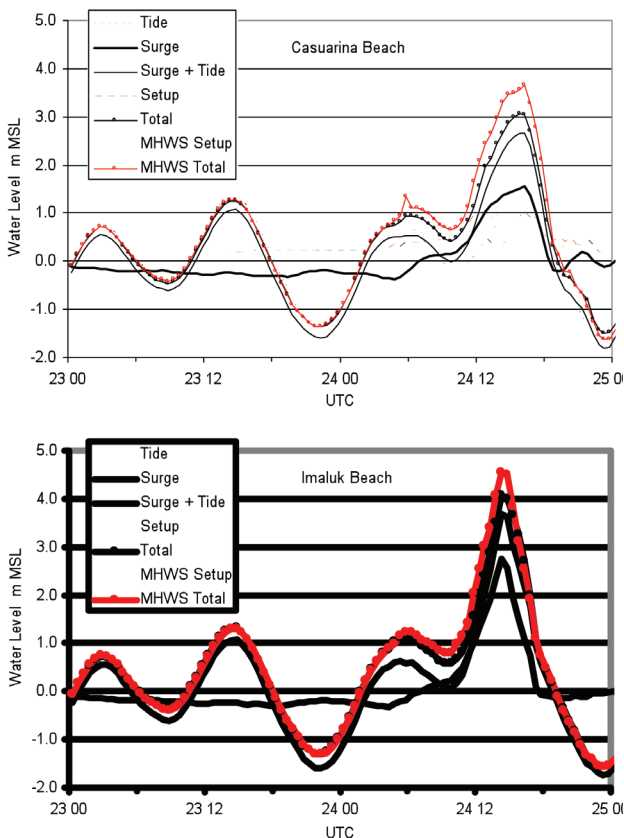 5.0
4.0
3.0
2.0
1.0
0.0
-1.0
-2.0
Water Level m MSL
Tide
Surge
Surge + Tide
Setup
Total
MHWS Setup
MHWS Total
Casuarina Beach
23 00
23 12
24 00
24 12
25 00
UTC
5.0
4.0
3.0
2.0
1.0
0.0
-1.0
-2.0
Water Level m MSL
Tide
Surge
Surge + Tide
Setup
Total
MHWS Setup
MHWS Total
Imaluk Beach
23 00
23 12
24 00
24 12
25 00
UTC